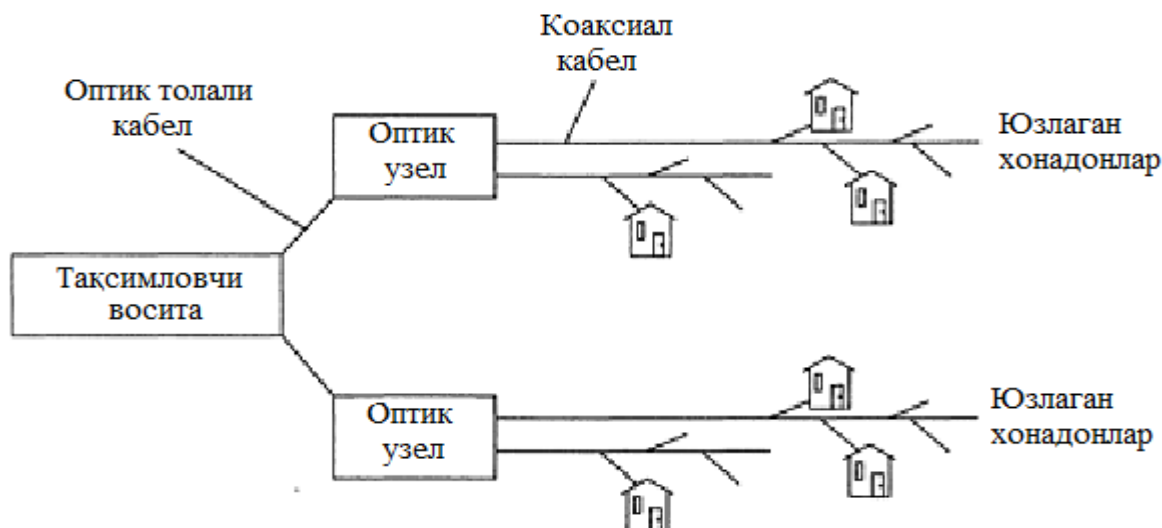 Коаксиал
кабел
Оптик толали
кабел
Оптик
узел
Юзлаган
хонадонлар
Тақсимловчи
восита
Оптик
узел
Юзлаган
хонадонлар